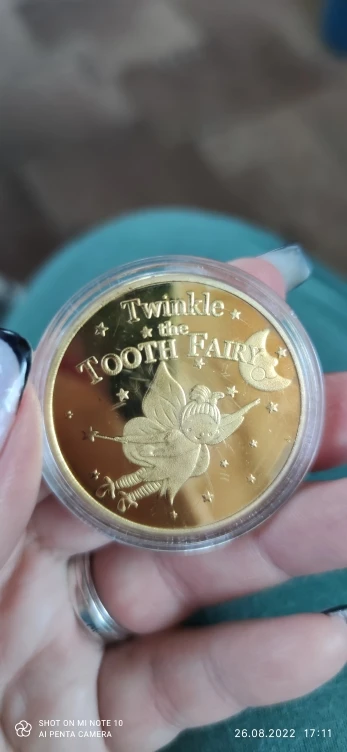 Twinkle
the
TOOTH FAIRY
SHOT ON MI NOTE 10
AI PENTA CAMERA
26.08.2022 17:11